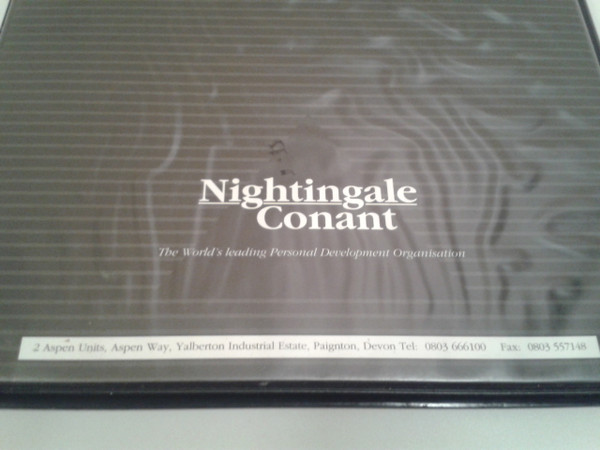 Nightingale
Conant
The World's leading Personal Development Organisation
2 Aspen Units, Aspen Way, Yalberton Industrial Estate, Paignton, Devon Tel: 0803 666100 Fax: 0803 557148